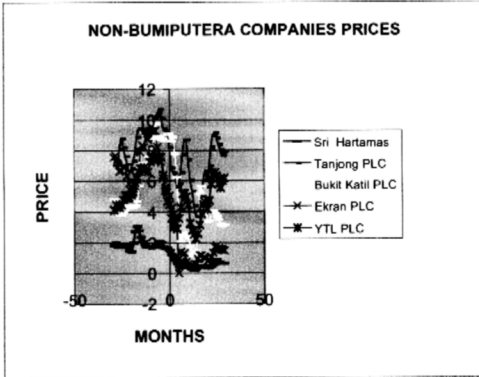 NON-BUMIPUTERA COMPANIES PRICES
PRICE
12
10
8
6
4
2
0
-2
-50
0
50
MONTHS
Sri Hartamas
Tanjong PLC
Bukit Katil PLC
Ekran PLC
YTL PLC